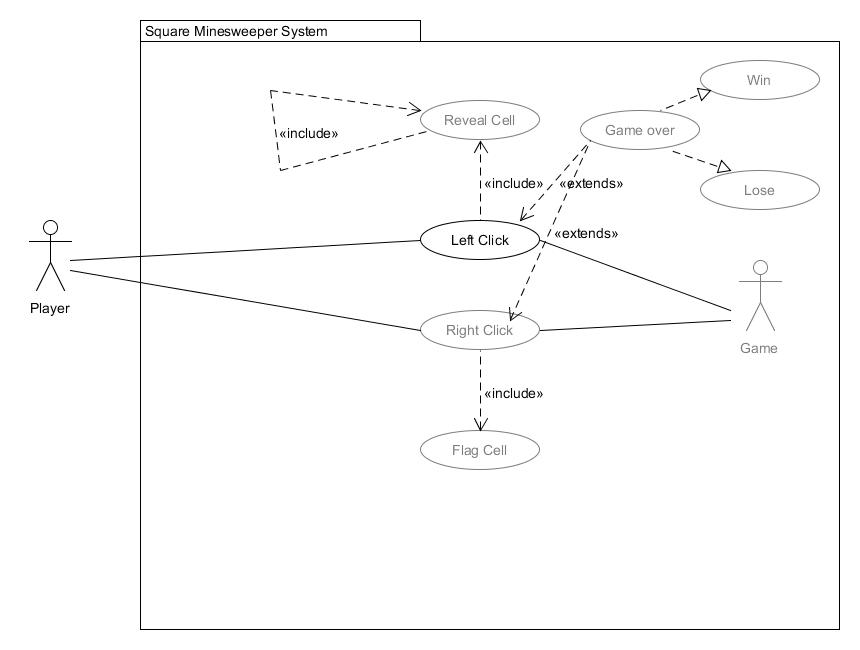 Square Minesweeper System
Win
Reveal Cell
Game over
«include»
«include»
«extends»
Lose
«extends»
Left Click
Player
Right Click
Game
«include»
Flag Cell